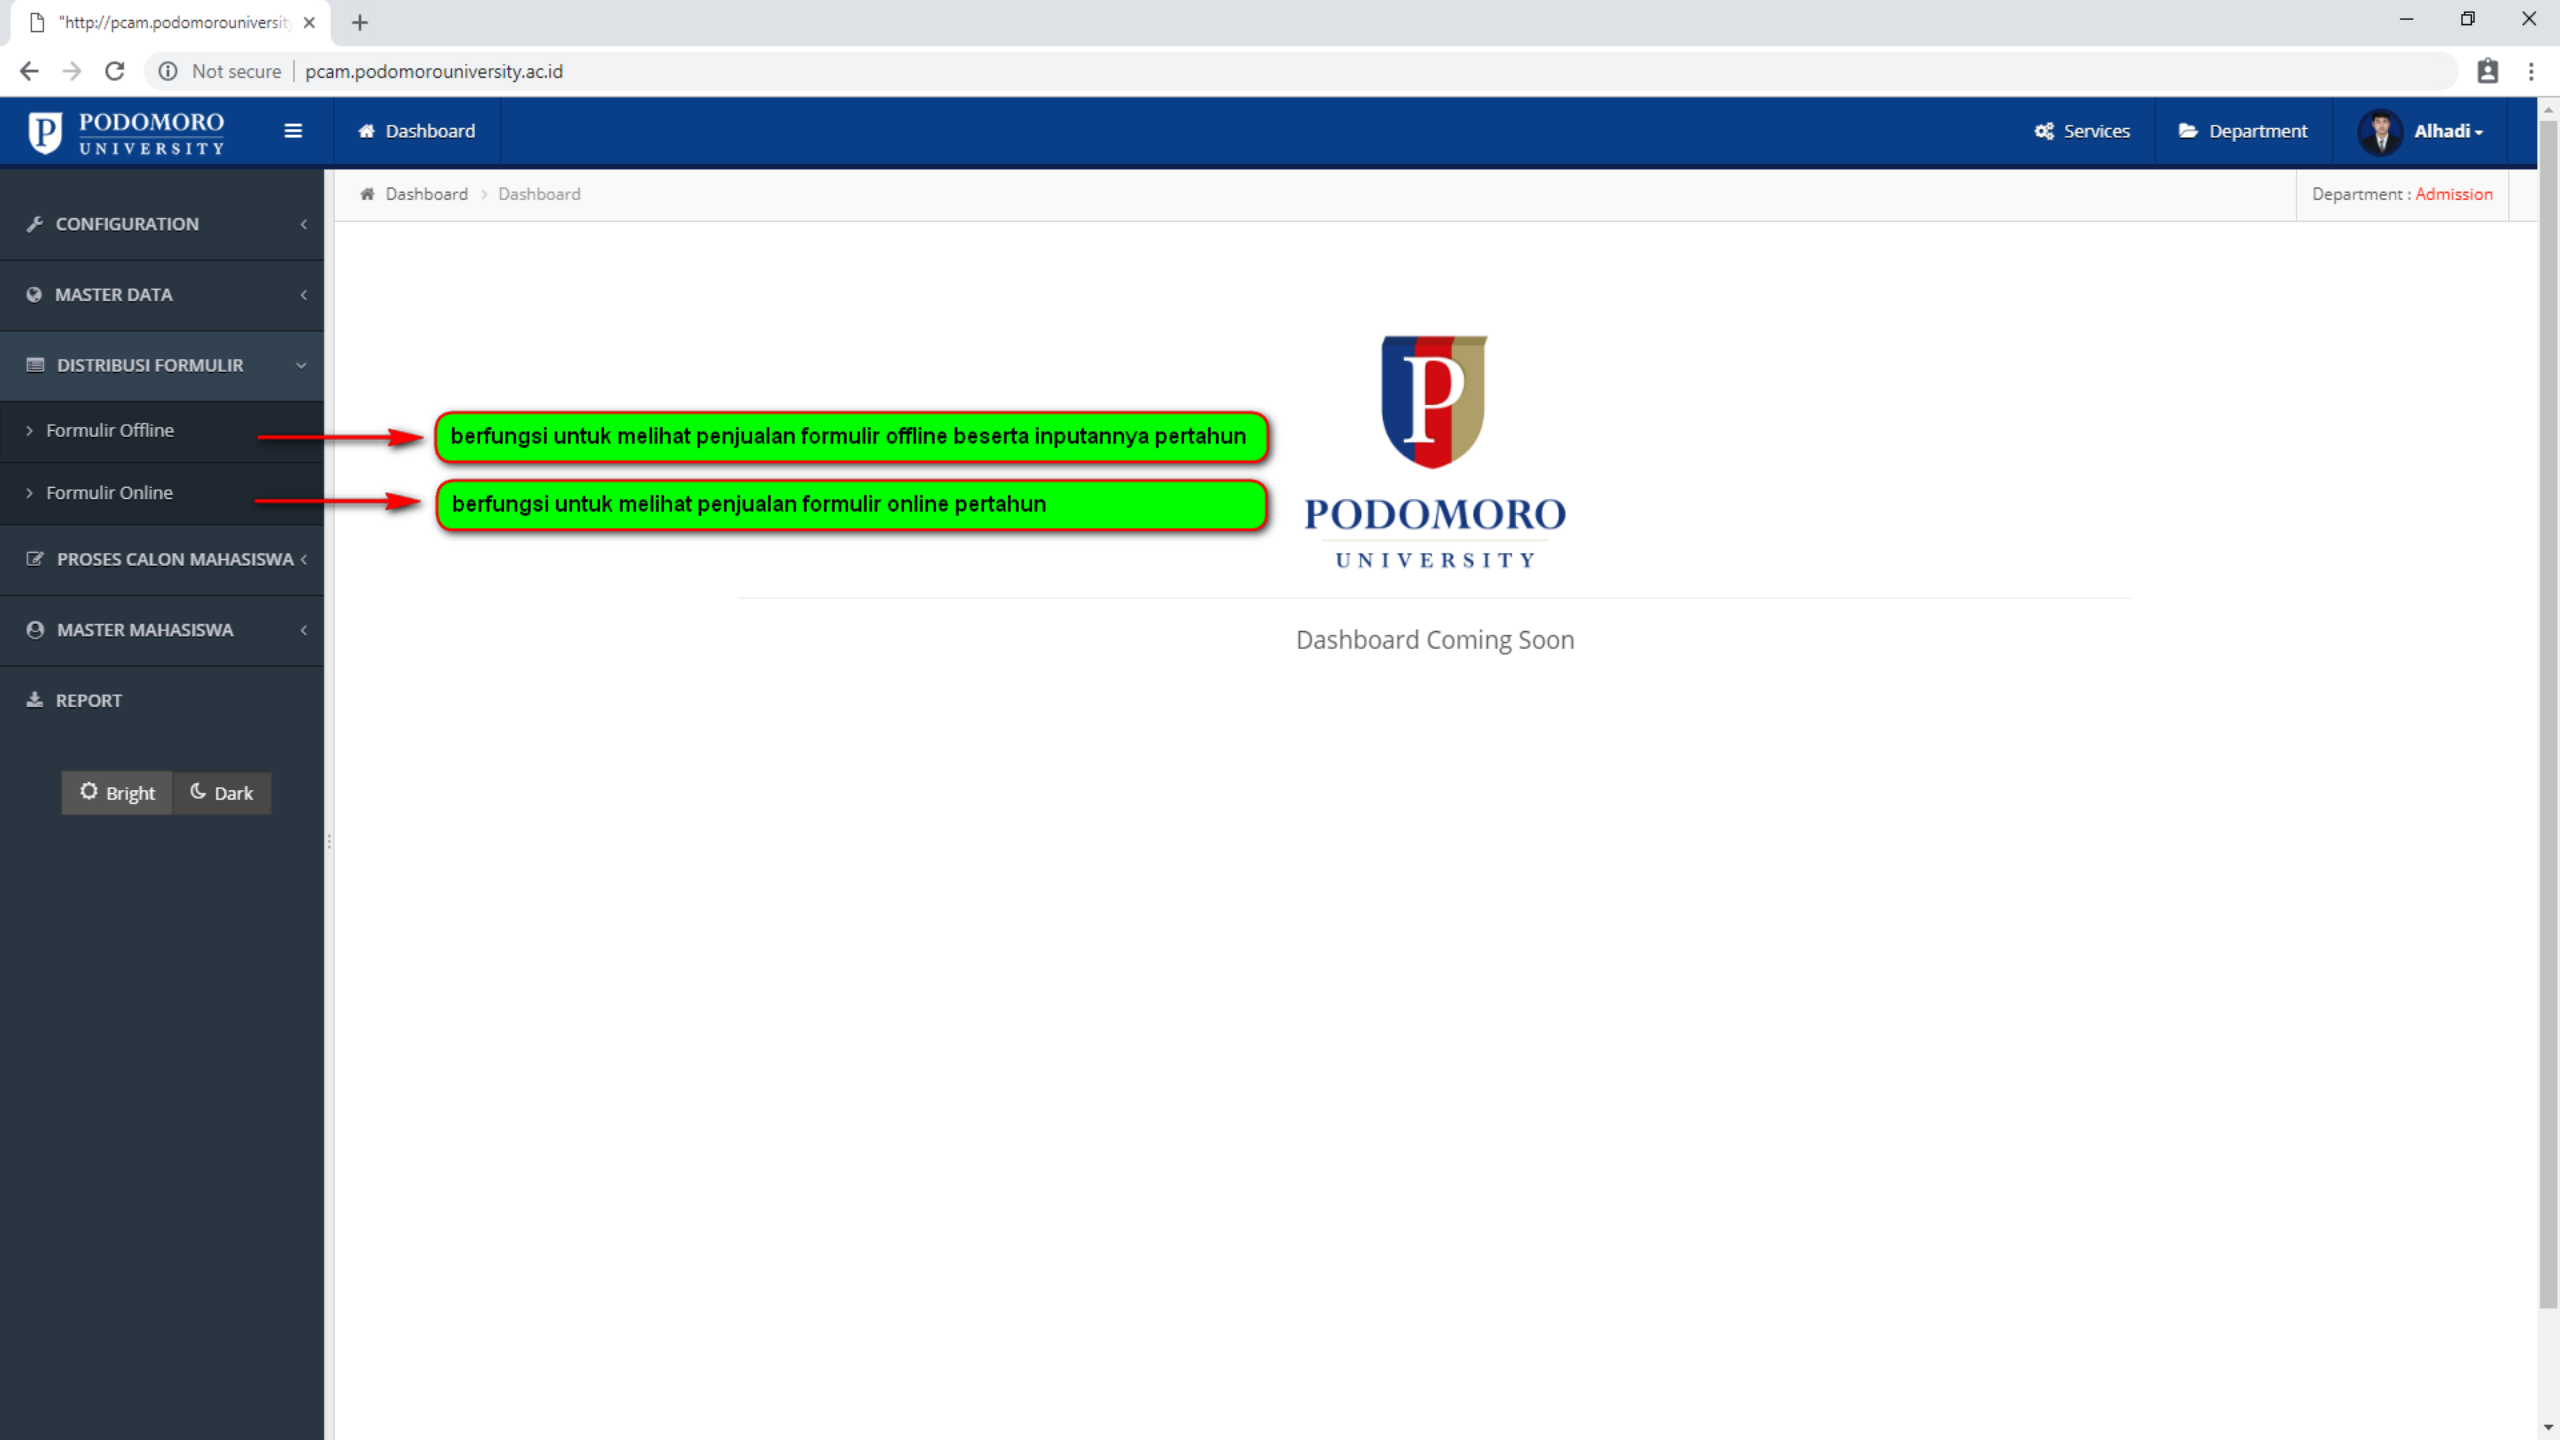 "http://pcam.podomorouniversit
Not secure
pcam.podomorouniversity.ac.id
P
PODOMORO
UNIVERSITY
Dashboard
Services
Department
Alhadi
Dashboard > Dashboard
Department : Admission
CONFIGURATION
MASTER DATA
DISTRIBUSI FORMULIR
Formulir Offline
berfungsi untuk melihat penjualan formulir offline beserta inputannya pertahun
Formulir Online
berfungsi untuk melihat penjualan formulir online pertahun
PROSES CALON MAHASISWA
MASTER MAHASISWA
REPORT
Bright
Dark
P
PODOMORO
UNIVERSITY
Dashboard Coming Soon